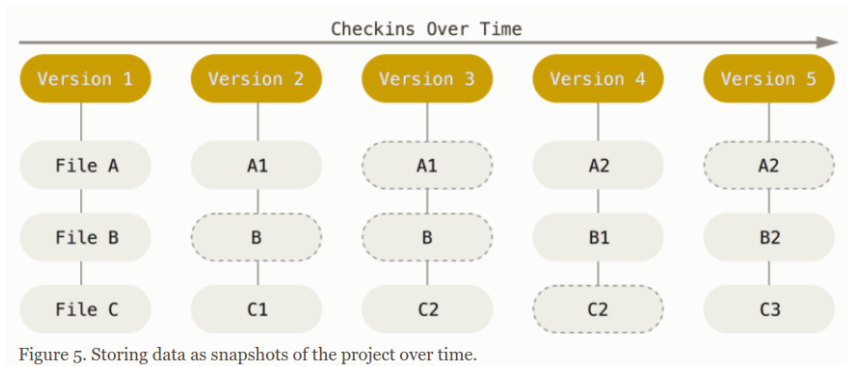 Checkins Over Time
Version 1 Version 2 Version 3 Version 4 Version 5
File A A1 A1 A2 A2
File B B B B1 B2
File C C1 C2 C2 C3
Figure 5. Storing data as snapshots of the project over time.